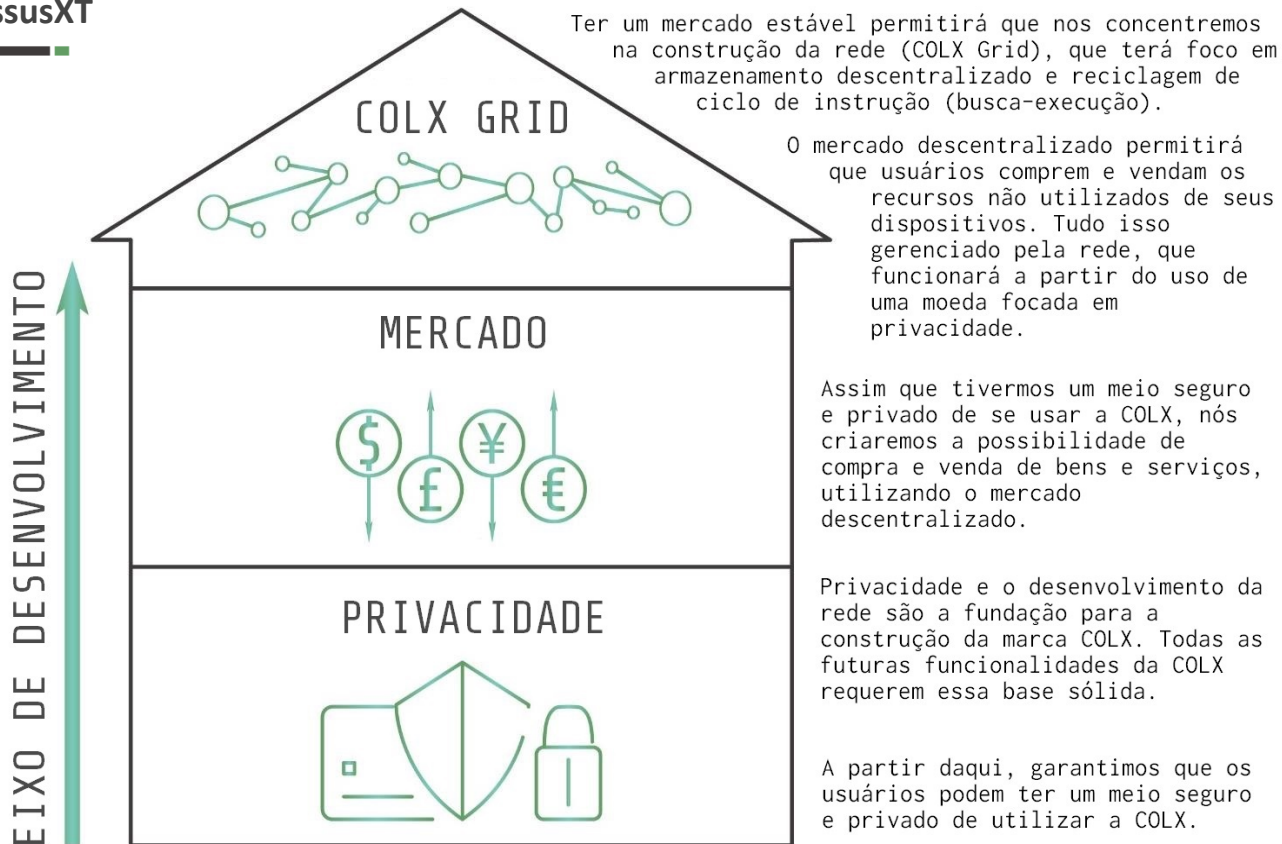 ssusXT
Ter um mercado estável permitirá que nos concentremos
na construção da rede (COLX Grid), que terá foco em
armazenamento descentralizado e reciclagem de
ciclo de instrução (busca-execução).
COLX GRID
O mercado descentralizado permitirá
que usuários comprem e vendam os
recursos não utilizados de seus
dispositivos. Tudo isso
gerenciado pela rede, que
funcionará a partir do uso de
uma moeda focada em
privacidade.
MERCADO
$ £ ¥ €
Assim que tivermos um meio seguro
e privado de se usar a COLX, nós
criaremos a possibilidade de
compra e venda de bens e serviços,
utilizando o mercado
descentralizado.
PRIVACIDADE
Privacidade e o desenvolvimento da
rede são a fundação para a
construção da marca COLX. Todas as
futuras funcionalidades da COLX
requerem essa base sólida.
A partir daqui, garantimos que os
usuários podem ter um meio seguro
e privado de utilizar a COLX.
EIXO DE DESENVOLVIMENTO